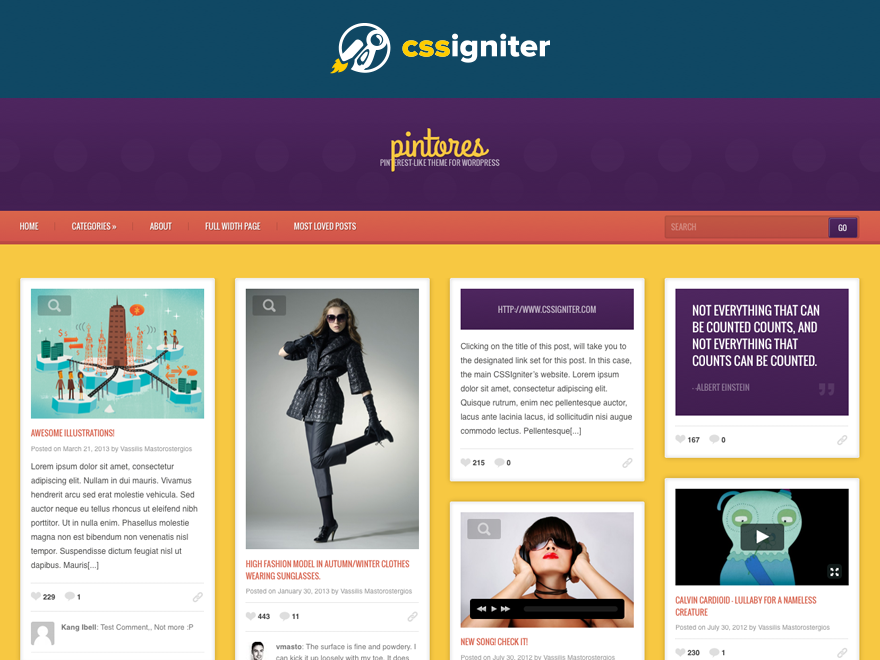 cssigniter
pintores
PINTEREST-LIKE THEME FOR WORDPRESS
HOME
CATEGORIES »
ABOUT
FULL WIDTH PAGE
MOST LOVED POSTS
SEARCH
GO
AWESOME ILLUSTRATIONS!
Posted on March 21, 2013 by Vassilis Mastorostergios
Lorem ipsum dolor sit amet, consectetur
adipiscing elit. Nullam in dui mauris. Vivamus
hendrerit arcu sed erat molestie vehicula. Sed
auctor neque eu tellus rhoncus ut eleifend nibh
porttitor. Ut in nulla enim. Phasellus molestie
magna non est bibendum non venenatis nisl
tempor. Suspendisse dictum feugiat nisl ut
dapibus. Mauris[...]
229
1
Kang Ibell: Test Comment,, Not more :P
HIGH FASHION MODEL IN AUTUMN/WINTER CLOTHES
WEARING SUNGLASSES.
Posted on January 30, 2013 by Vassilis Mastorostergios
443
11
vmasto: The surface is fine and powdery. I
can kick it up loosely with my toe. It does
HTTP://WWW.CSSIGNITER.COM
Clicking on the title of this post, will take you to
the designated link set for this post. In this case,
the main CSSIgniter's website. Lorem ipsum
dolor sit amet, consectetur adipiscing elit.
Quisque rutrum, enim nec pellentesque auctor,
lacus ante lacinia lacus, id sollicitudin nisi augue
commodo lectus. Pellentesque[...]
215
0
NEW SONG! CHECK IT!
Posted on July 30, 2012 by Vassilis Mastorostergios
NOT EVERYTHING THAT CAN
BE COUNTED COUNTS, AND
NOT EVERYTHING THAT
COUNTS CAN BE COUNTED.
- ALBERT EINSTEIN
167
0
CALVIN CARDIOID - LULLABY FOR A NAMELESS
CREATURE
Posted on July 30, 2012 by Vassilis Mastorostergios
230
1